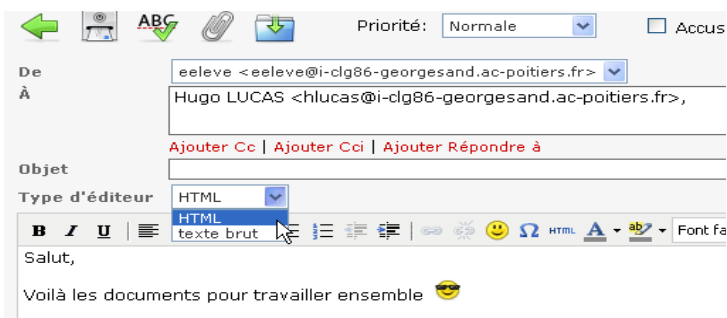 ABC Priorité: Normale Accus
De eeleve <eeleve@i-clg86-georgesand.ac-poitiers.fr>
À Hugo LUCAS <hlucas@i-clg86-georgesand.ac-poitiers.fr>,
Ajouter Cc | Ajouter Cci | Ajouter Répondre à
Objet
Type d'éditeur HTML
HTML
B I U texte brut Ω HTML A ab Font fa
Salut,
Voilà les documents pour travailler ensemble